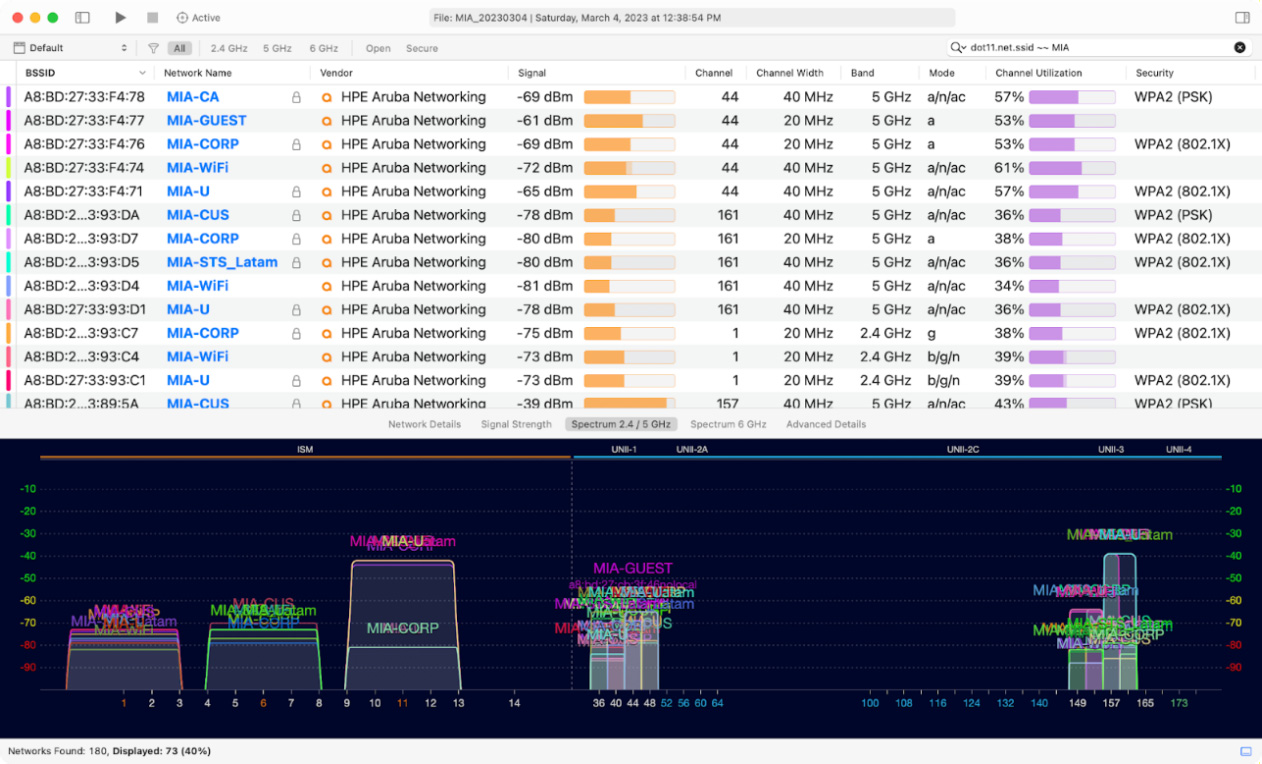 Active
File: MIA_20230304 | Saturday, March 4, 2023 at 12:38:54 PM
Default All 2.4 GHz 5 GHz 6 GHz Open Secure dot11.net.ssid ~~ MIA
BSSID Network Name Vendor Signal Channel Channel Width Band Mode Channel Utilization Security
A8:BD:27:33:F4:78 MIA-CA HPE Aruba Networking -69 dBm 44 40 MHz 5 GHz a/n/ac 57% WPA2 (PSK)
A8:BD:27:33:F4:77 MIA-GUEST HPE Aruba Networking -61 dBm 44 20 MHz 5 GHz a 53%
A8:BD:27:33:F4:76 MIA-CORP HPE Aruba Networking -69 dBm 44 20 MHz 5 GHz a 53% WPA2 (802.1X)
A8:BD:27:33:F4:74 MIA-WiFi HPE Aruba Networking -72 dBm 44 40 MHz 5 GHz a/n/ac 61%
A8:BD:27:33:F4:71 MIA-U HPE Aruba Networking -65 dBm 44 40 MHz 5 GHz a/n/ac 57% WPA2 (802.1X)
A8:BD:2...3:93:DA MIA-CUS HPE Aruba Networking -78 dBm 161 40 MHz 5 GHz a/n/ac 36% WPA2 (PSK)
A8:BD:2...3:93:D7 MIA-CORP HPE Aruba Networking -80 dBm 161 20 MHz 5 GHz a 38% WPA2 (802.1X)
A8:BD:2...3:93:D5 MIA-STS_Latam HPE Aruba Networking -80 dBm 161 40 MHz 5 GHz a/n/ac 36% WPA2 (802.1X)
A8:BD:2...3:93:D4 MIA-WiFi HPE Aruba Networking -81 dBm 161 40 MHz 5 GHz a/n/ac 34%
A8:BD:27:33:93:D1 MIA-U HPE Aruba Networking -78 dBm 161 40 MHz 5 GHz a/n/ac 36% WPA2 (802.1X)
A8:BD:2...3:93:C7 MIA-CORP HPE Aruba Networking -75 dBm 1 20 MHz 2.4 GHz g 38% WPA2 (802.1X)
A8:BD:2...3:93:C4 MIA-WiFi HPE Aruba Networking -73 dBm 1 20 MHz 2.4 GHz b/g/n 39%
A8:BD:27:33:93:C1 MIA-U HPE Aruba Networking -73 dBm 1 20 MHz 2.4 GHz b/g/n 39% WPA2 (802.1X)
A8:BD:2...3:89:5A MIA-CUS HPE Aruba Networking -39 dBm 157 40 MHz 5 GHz a/n/ac 43% WPA2 (PSK)
Network Details Signal Strength Spectrum 2.4 / 5 GHz Spectrum 6 GHz Advanced Details
ISM UNII-1 UNII-2A UNII-2C UNII-3 UNII-4
-10 -10
-20 -20
-30 -30
MIA-U
-40 -40
-50 -50
MIA-GUEST
-60 -60
-70 -70
MIA-CORP
MIA-U
-80 -80
-90 -90
1 2 3 4 5 6 7 8 9 10 11 12 13 14 36 40 44 48 52 56 60 64 100 108 116 124 132 140 149 157 165 173
Networks Found: 180, Displayed: 73 (40%)